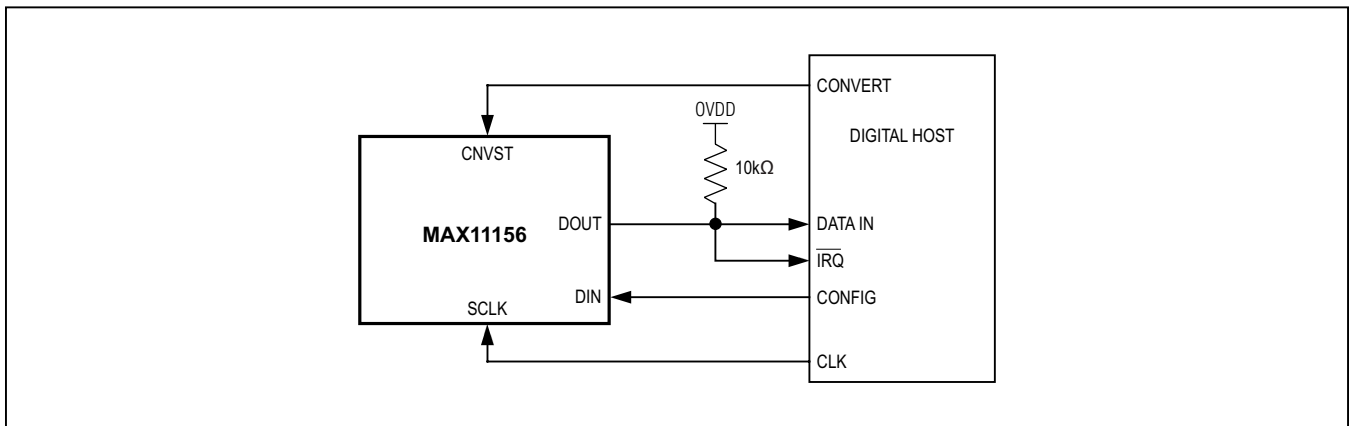 CONVERT
OVDD
DIGITAL HOST
CNVST
10kΩ
DOUT
DATA IN
MAX11156
IRQ
DIN
CONFIG
SCLK
CLK